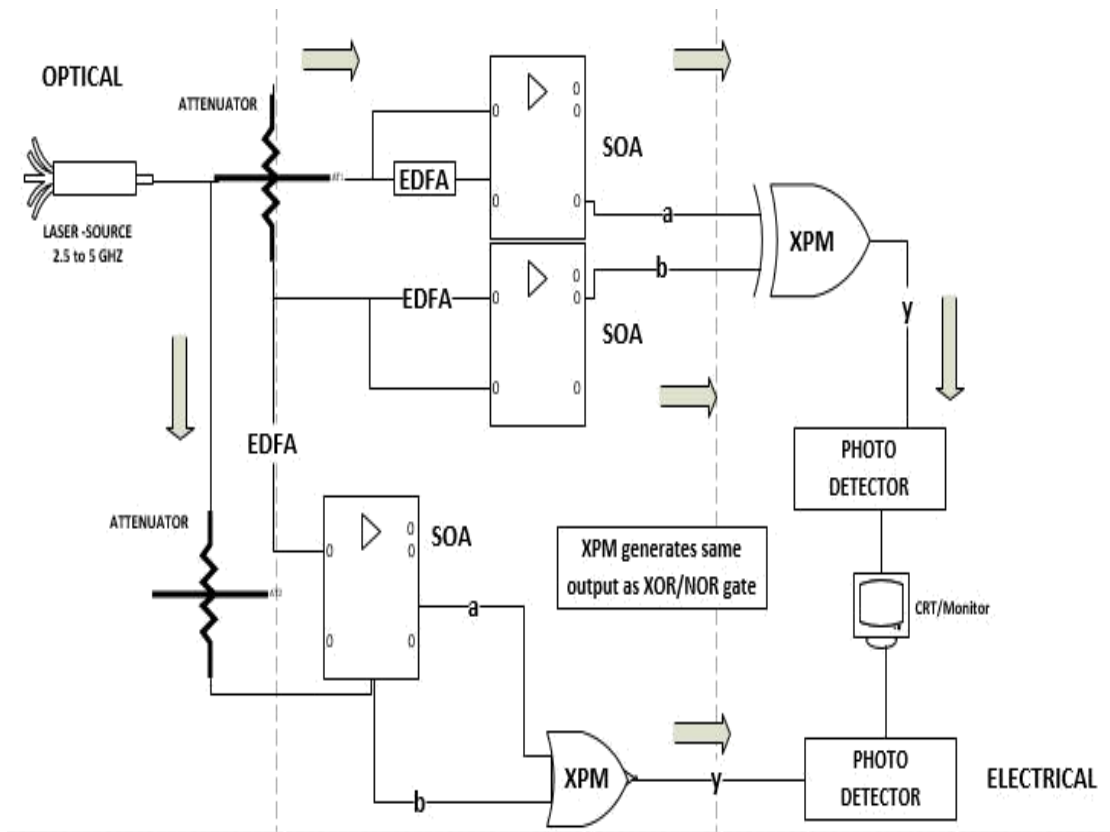 OPTICAL
ATTENUATOR
AT1
EDFA
SOA
LASER -SOURCE
2.5 to 5 GHZ
a
XPM
b
EDFA
SOA
y
EDFA
PHOTO
DETECTOR
ATTENUATOR
SOA
XPM generates same
output as XOR/NOR gate
CRT/Monitor
a
XPM
y
b
PHOTO
DETECTOR
ELECTRICAL